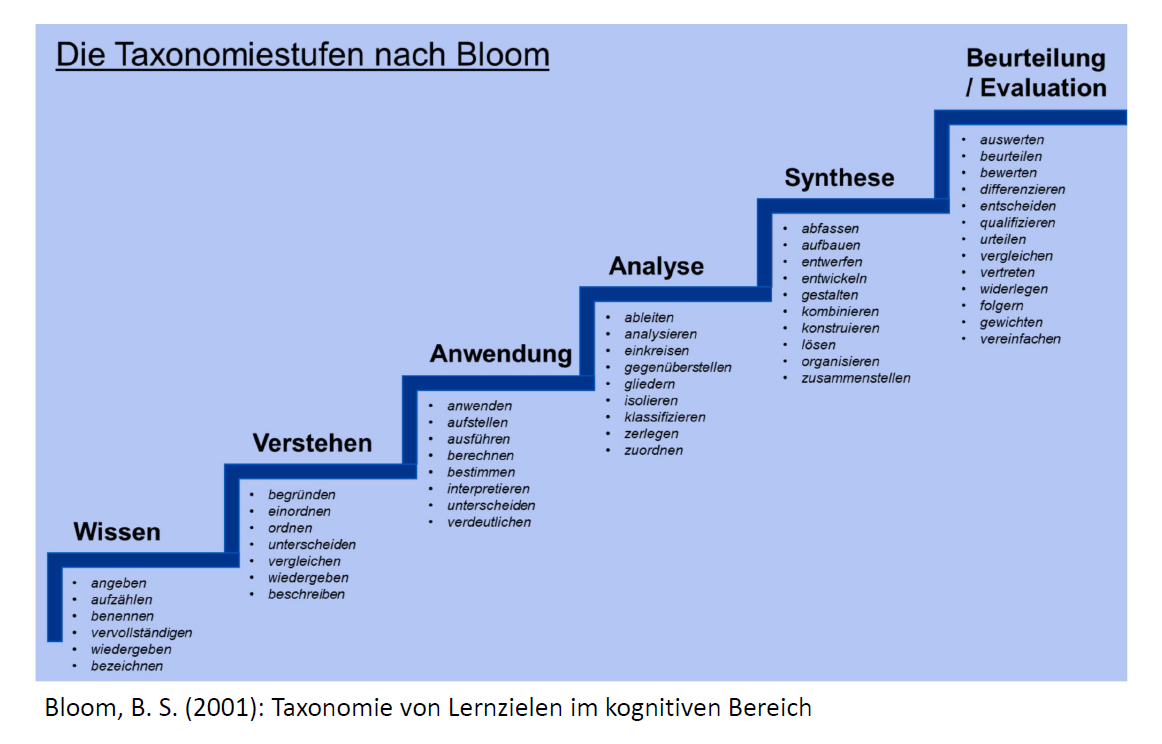 Die Taxonomiestufen nach Bloom
Wissen
angeben
aufzählen
benennen
vervollständigen
wiedergeben
bezeichnen
Verstehen
begründen
einordnen
ordnen
unterscheiden
vergleichen
wiedergeben
beschreiben
Anwendung
anwenden
aufstellen
ausführen
berechnen
bestimmen
interpretieren
unterscheiden
verdeutlichen
Analyse
ableiten
analysieren
einkreisen
gegenüberstellen
gliedern
isolieren
klassifizieren
zerlegen
zuordnen
Synthese
abfassen
aufbauen
entwerfen
entwickeln
gestalten
kombinieren
konstruieren
lösen
organisieren
zusammenstellen
Beurteilung
/ Evaluation
auswerten
beurteilen
bewerten
differenzieren
entscheiden
qualifizieren
urteilen
vergleichen
vertreten
widerlegen
folgern
gewichten
vereinfachen
Bloom, B. S. (2001): Taxonomie von Lernzielen im kognitiven Bereich